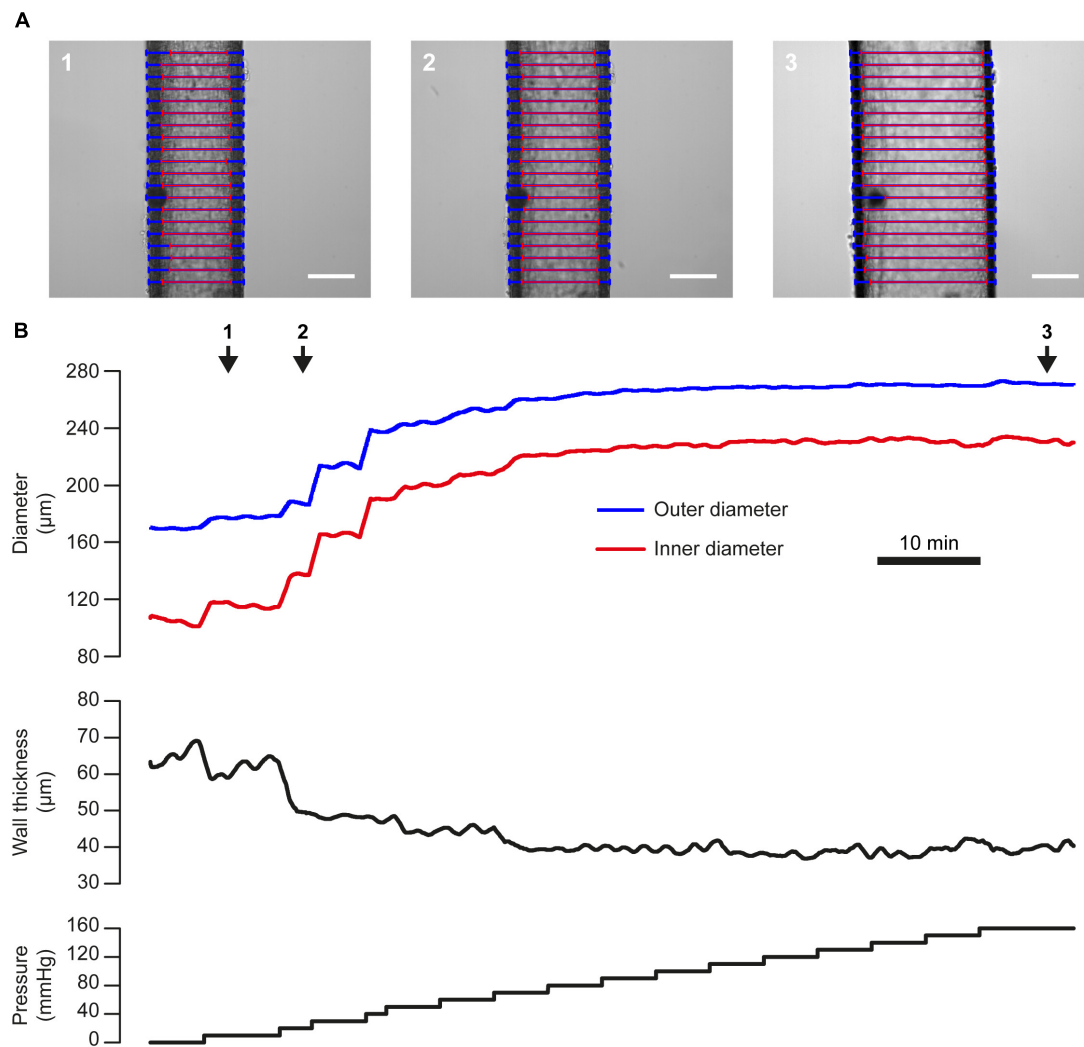 A
1 2 3
B
1 2 3
280
240
200
160
120
80
Diameter
(μm)
Outer diameter
Inner diameter
10 min
80
70
60
50
40
30
Wall thickness
(μm)
160
120
80
40
0
Pressure
(mmHg)